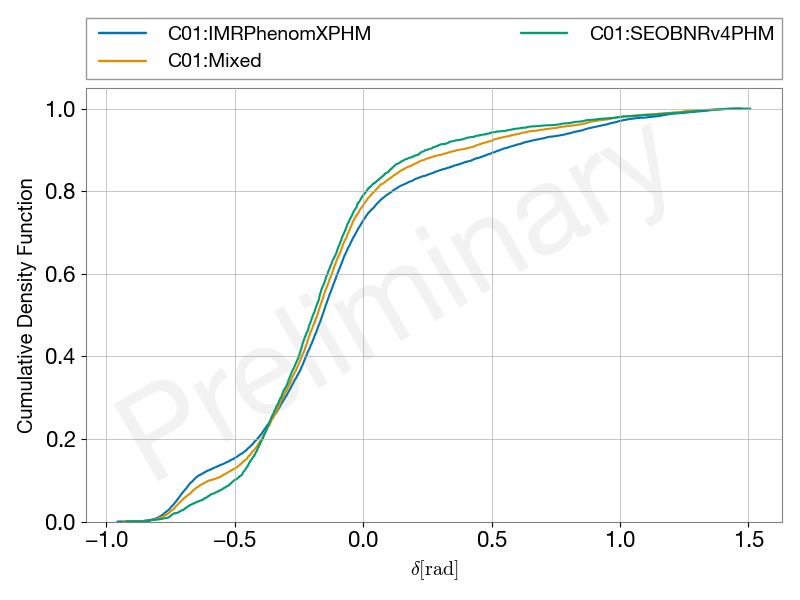 C01:IMRPhenomXPHM C01:SEOBNRv4PHM
C01:Mixed
Cumulative Density Function
1.0
0.8
0.6
0.4
0.2
0.0
Preliminary
−1.0 −0.5 0.0 0.5 1.0 1.5
δ[rad]